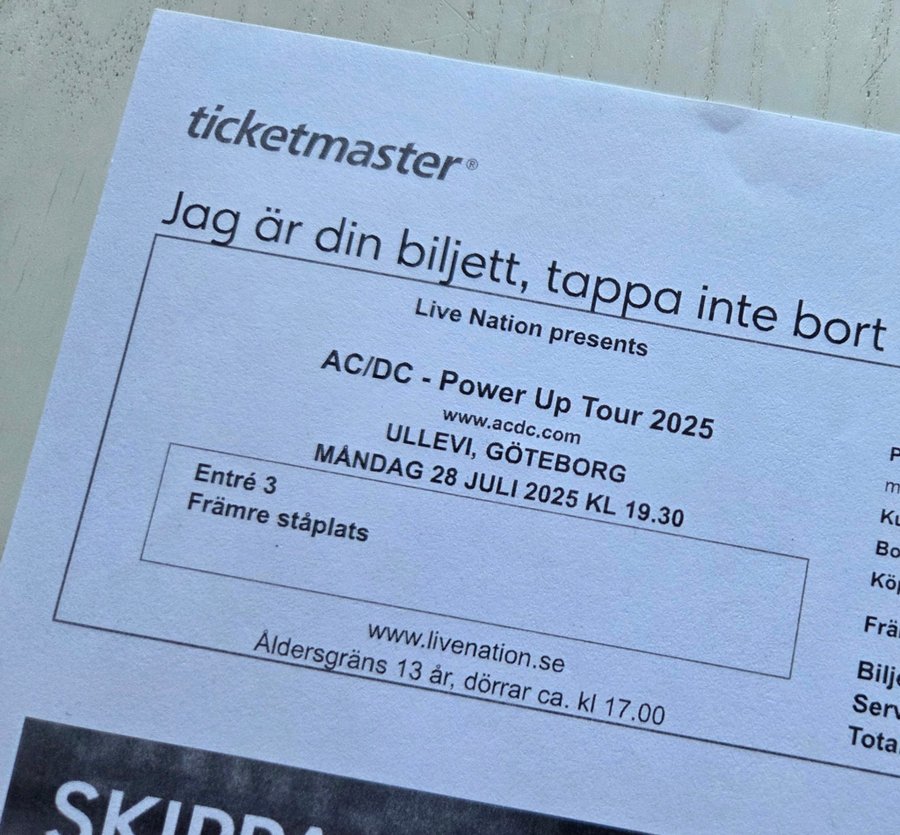 ticketmaster®
Jag är din biljett, tappa inte bort
Live Nation presents
AC/DC - Power Up Tour 2025
www.acdc.com
ULLEVI, GÖTEBORG
MÅNDAG 28 JULI 2025 KL 19.30
Entré 3
Främre ståplats
www.livenation.se
Åldersgräns 13 år, dörrar ca. kl 17.00